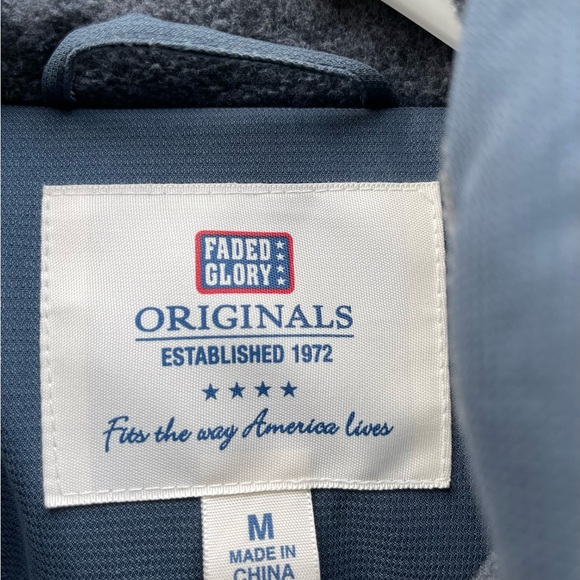 FADED
GLORY
ORIGINALS
ESTABLISHED 1972
Fits the way America lives
M
MADE IN
CHINA